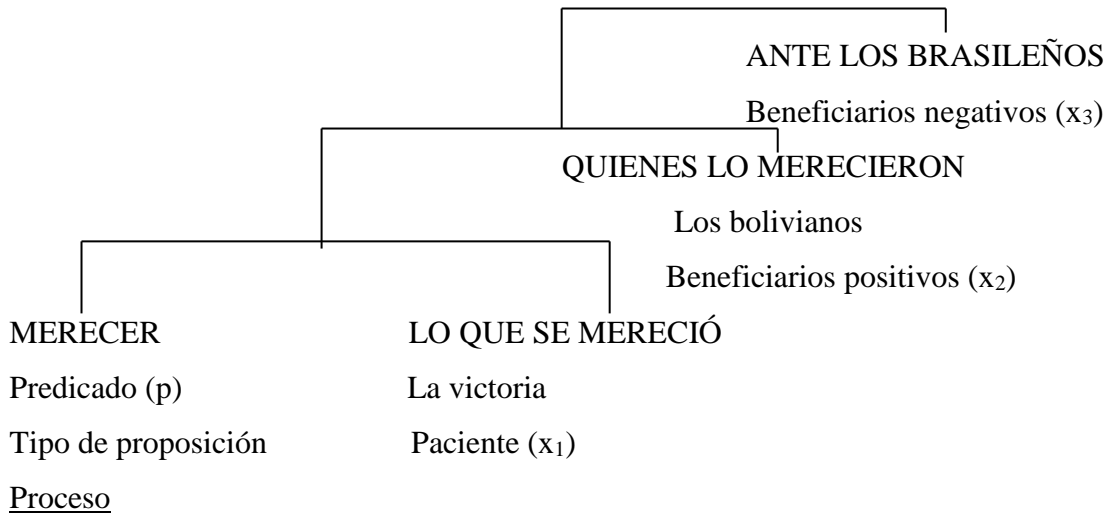 ANTE LOS BRASILEÑOS
Beneficiarios negativos (x₃)
QUIENES LO MERECIERON
Los bolivianos
Beneficiarios positivos (x₂)
MERECER LO QUE SE MERECIÓ
Predicado (p) La victoria
Tipo de proposición Paciente (x₁)
Proceso